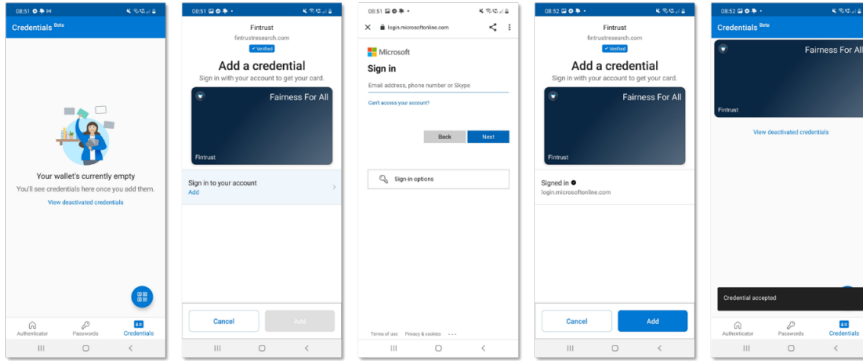 08:51
Credentials Beta
Your wallet's currently empty
You'll see credentials here once you add them.
View deactivated credentials
Authenticator
Passwords
Credentials
08:51
Fintrust
fintrustresearch.com
Verified
Add a credential
Sign in with your account to get your card.
Fairness For All
Fintrust
Sign in to your account
Add
Cancel
Add
08:51
login.microsoftonline.com
Microsoft
Sign in
Email address, phone number or Skype
Can't access your account?
Back
Next
Sign-in options
Terms of use
Privacy & cookies
...
08:52
Fintrust
fintrustresearch.com
Verified
Add a credential
Sign in with your account to get your card.
Fairness For All
Fintrust
Signed in
login.microsoftonline.com
Cancel
Add
08:52
Credentials Beta
Fairness For All
Fintrust
View deactivated credentials
Credential accepted
Authenticator
Passwords
Credentials